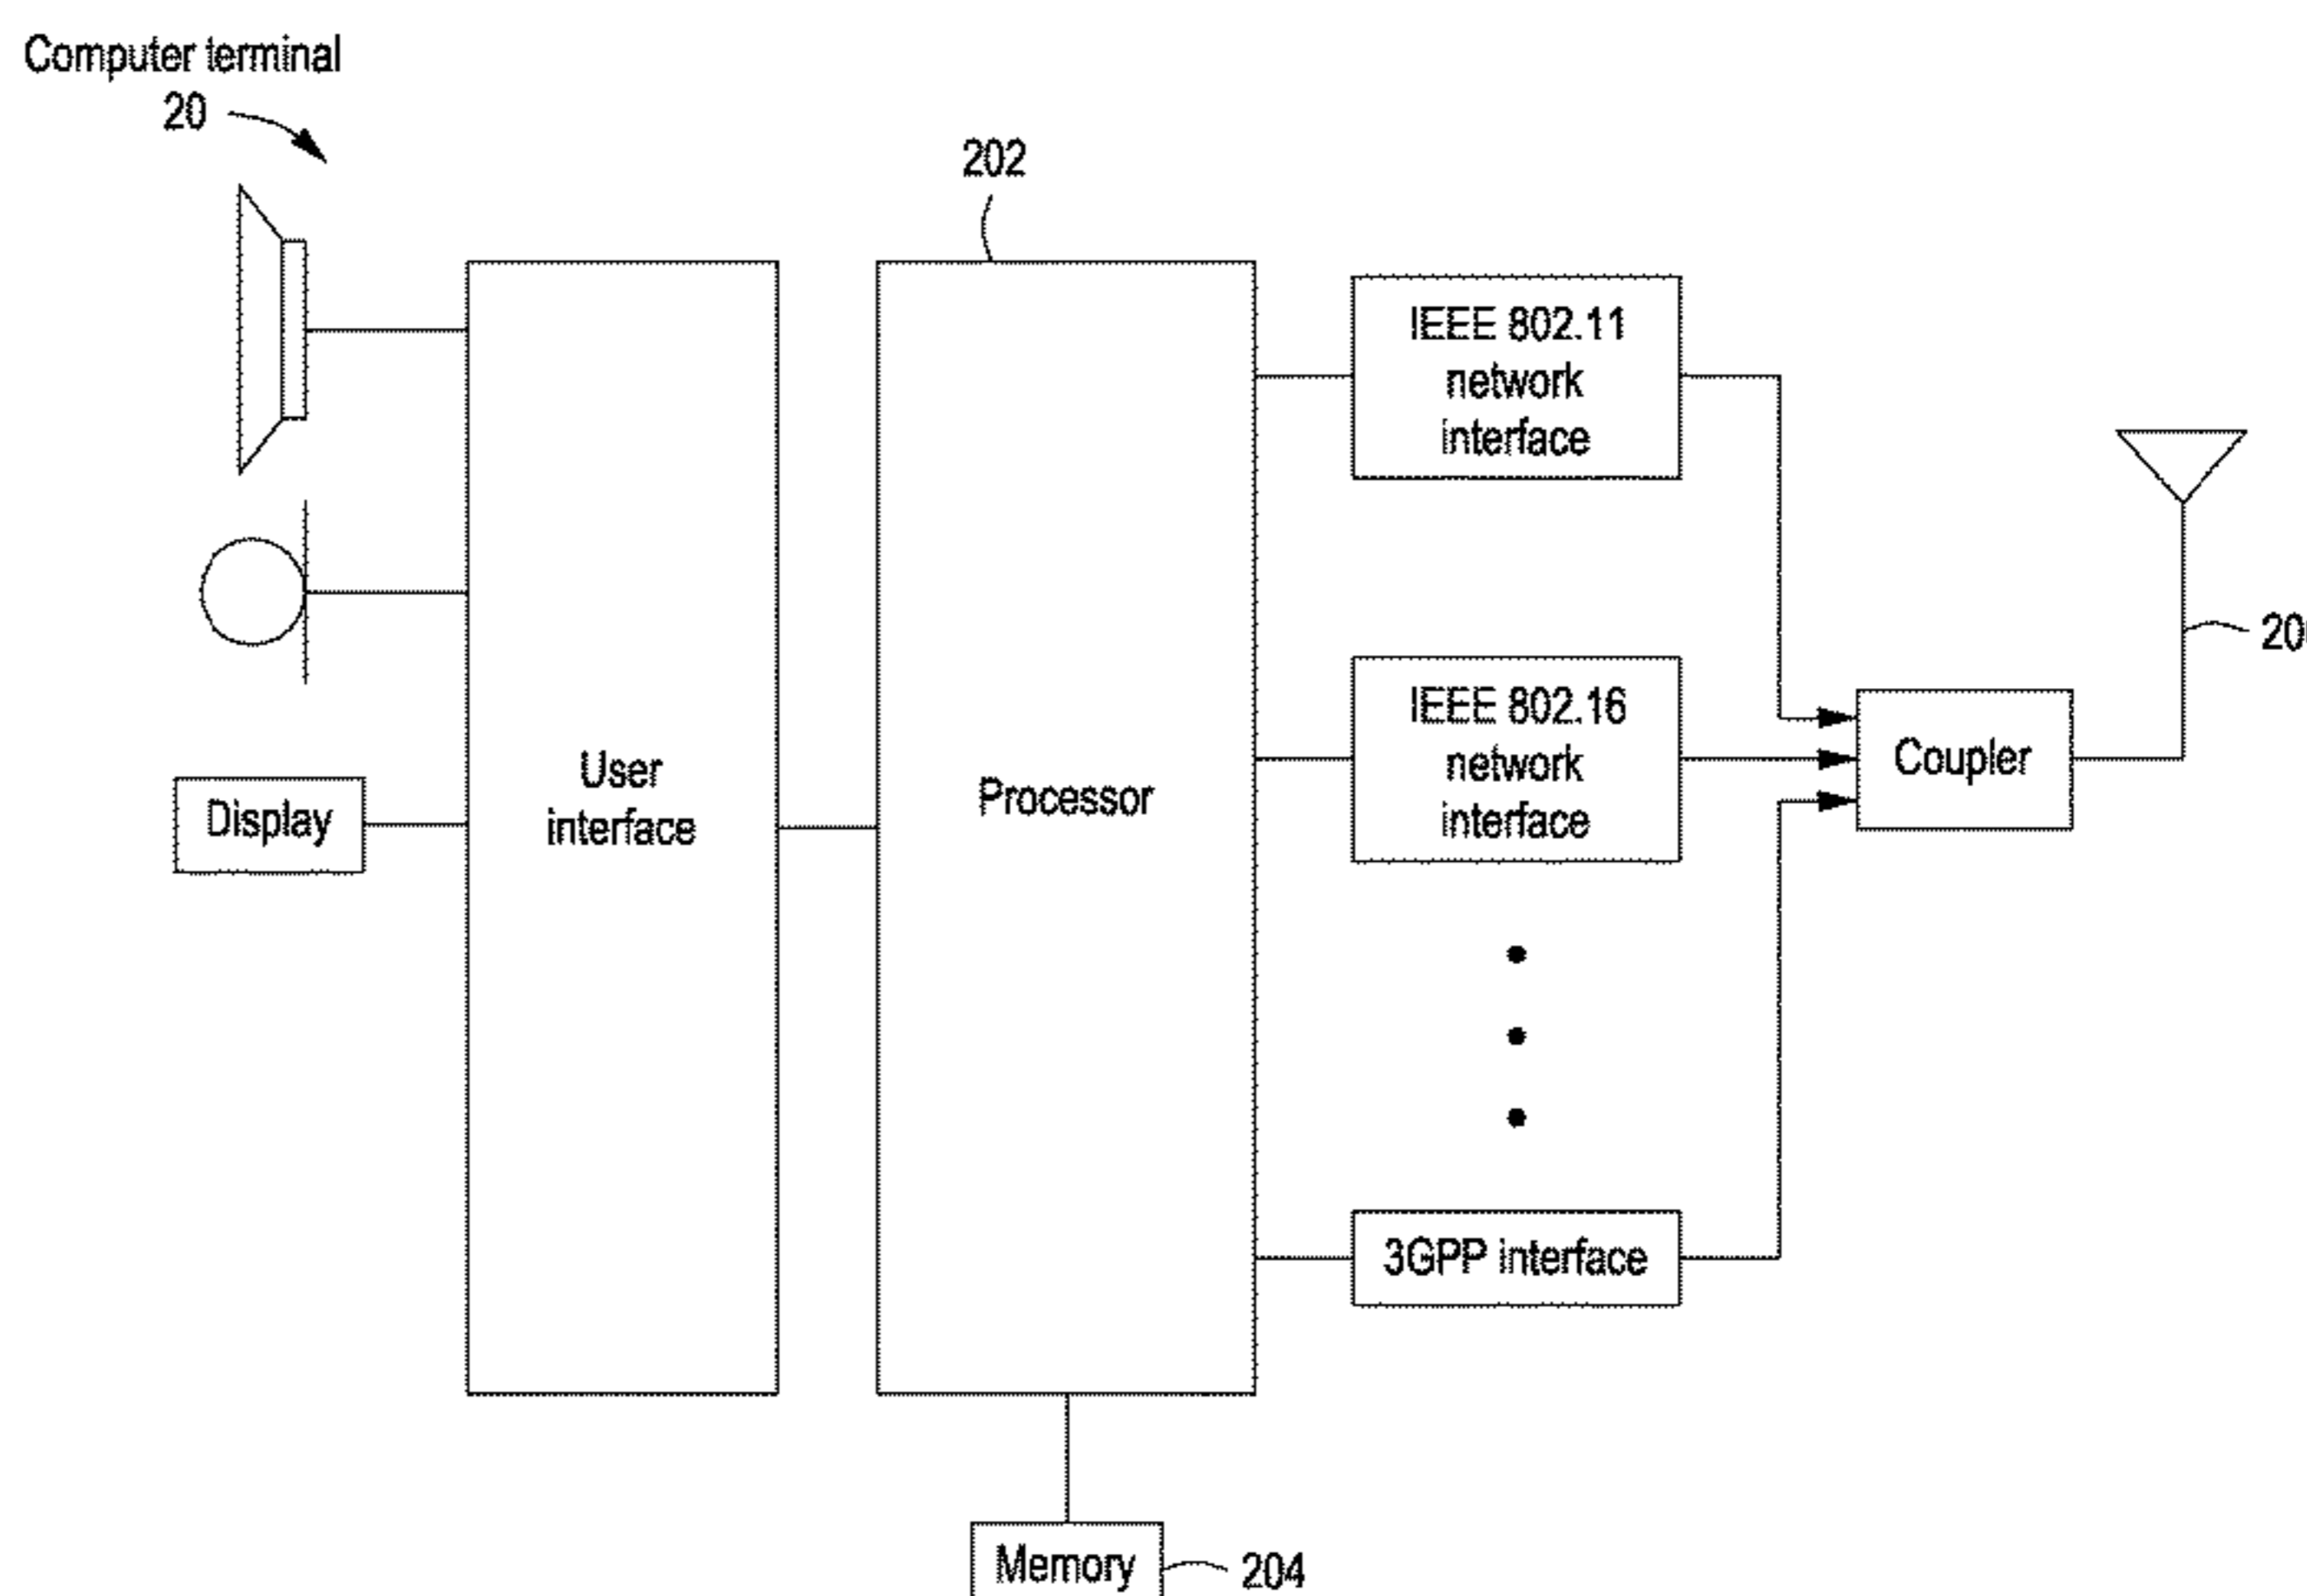 Computer terminal
20
202
IEEE 802.11
network
interface
IEEE 802.16
network
interface
Coupler
User
interface
Processor
Display
3GPP interface
Memory
204